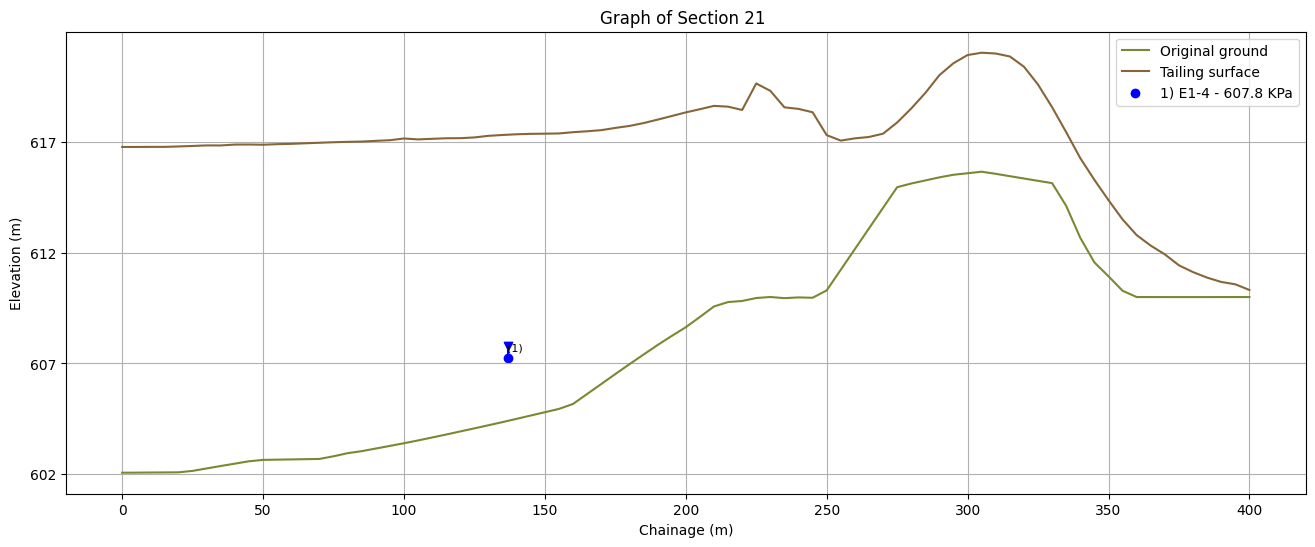 Graph of Section 21
Original ground
Tailing surface
1) E1-4 - 607.8 KPa
617
612
607
602
1)
0
50
100
150
200
250
300
350
400
Elevation (m)
Chainage (m)